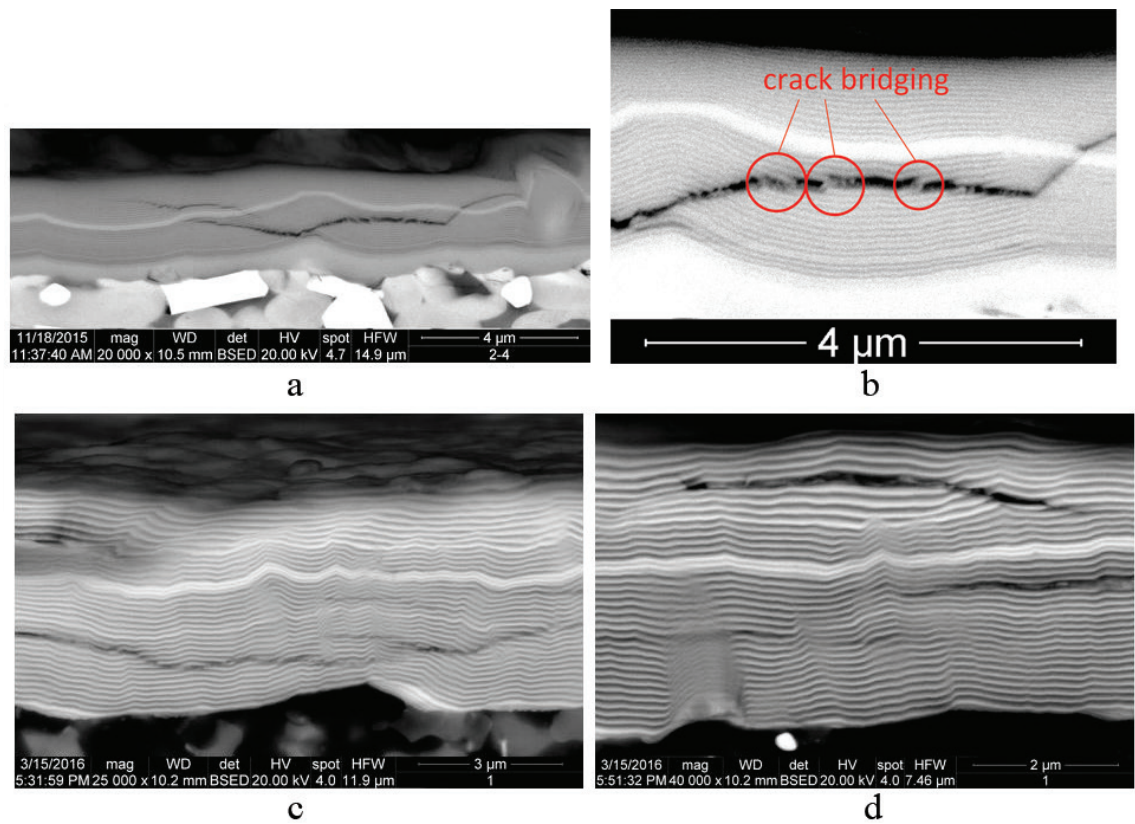 crack bridging
11/18/2015 mag WD det HV spot HFW 4 µm
11:37:40 AM 20 000 x 10.5 mm BSED 20.00 kV 4.7 14.9 µm 2-4
4 µm
a
b
3/15/2016 mag WD det HV spot HFW 3 µm
5:31:59 PM 25 000 x 10.2 mm BSED 20.00 kV 4.0 11.9 µm 1
3/15/2016 mag WD det HV spot HFW 2 µm
5:51:32 PM 40 000 x 10.2 mm BSED 20.00 kV 4.0 7.46 µm 1
c
d